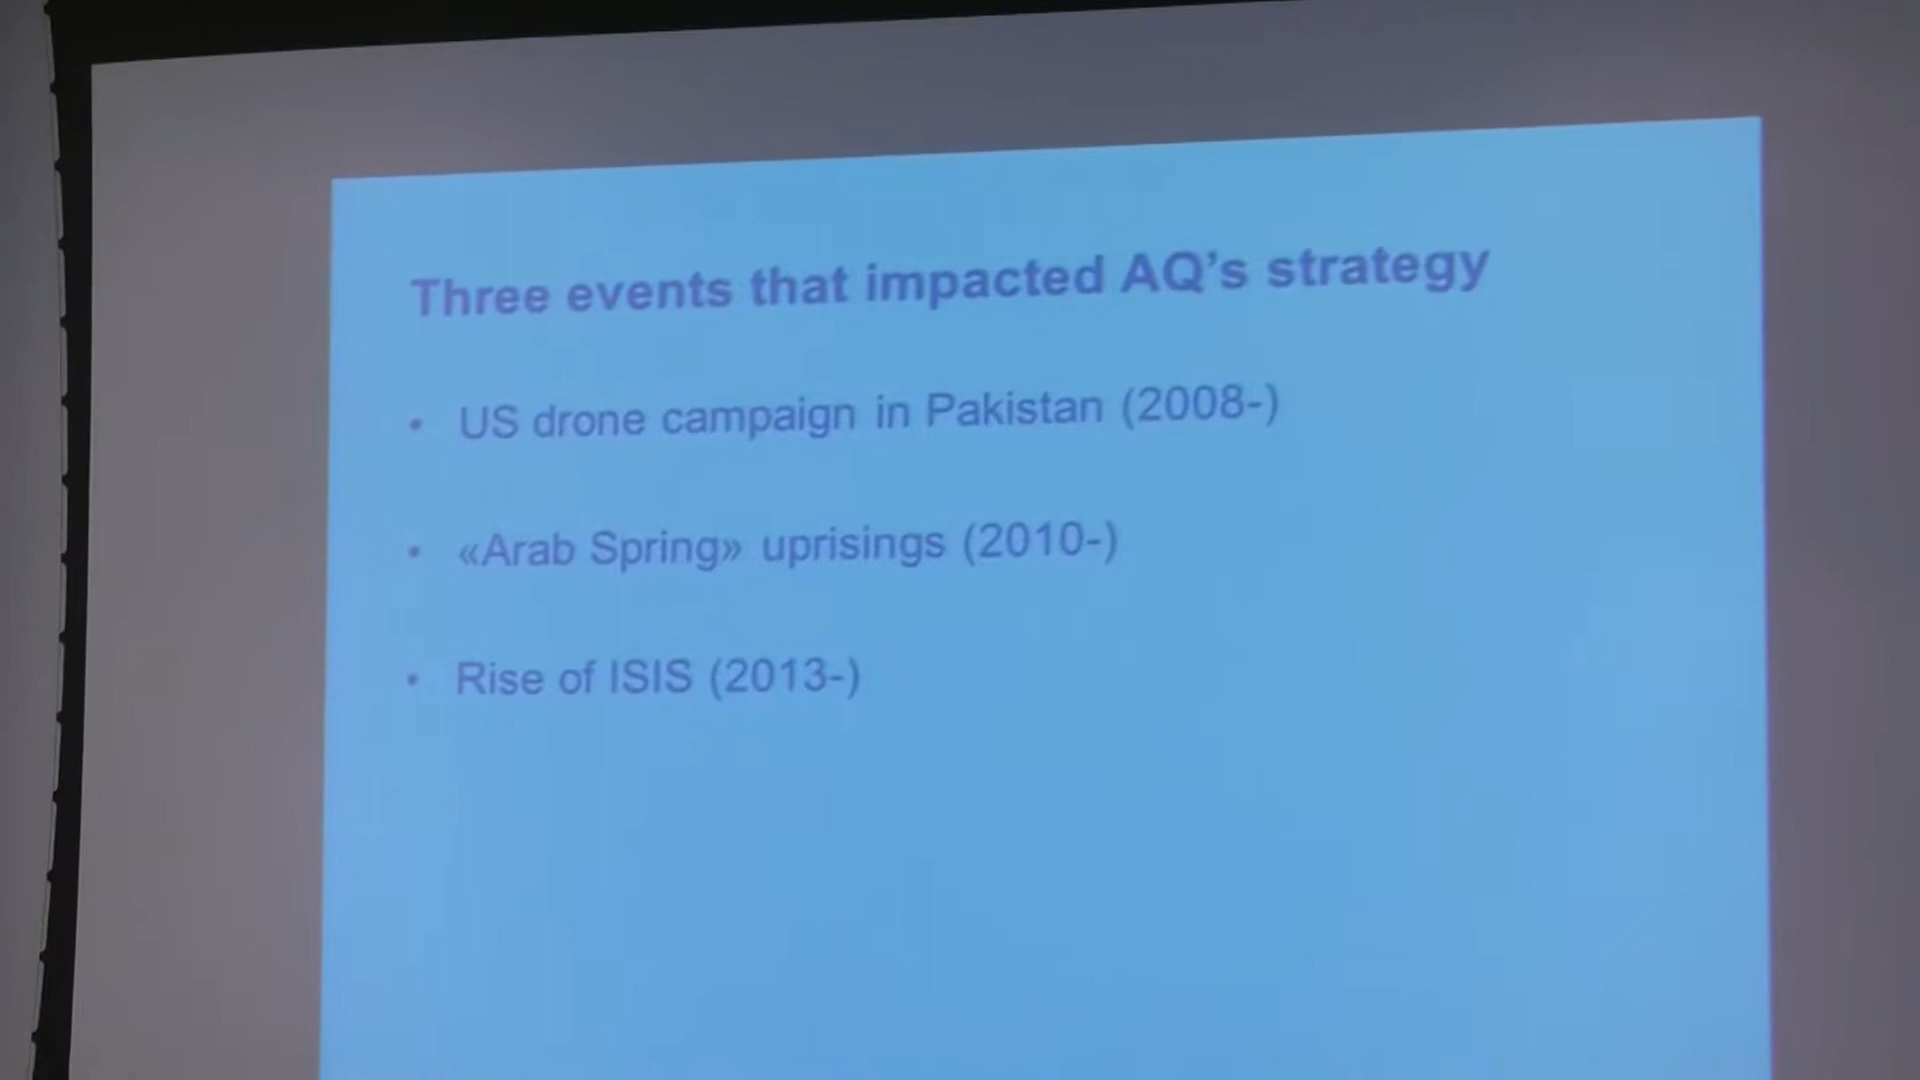 Three events that impacted AQ's strategy
• US drone campaign in Pakistan (2008-)
• «Arab Spring» uprisings (2010-)
• Rise of ISIS (2013-)